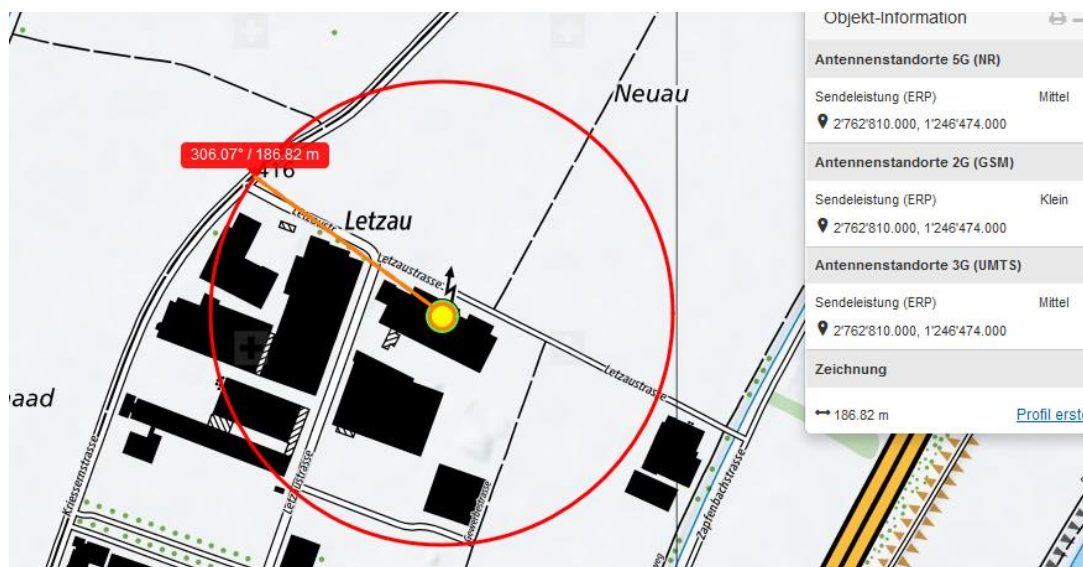 Objekt-Information
Antennenstandorte 5G (NR)
Sendeleistung (ERP) Mittel
2'762'810.000, 1'246'474.000
Antennenstandorte 2G (GSM)
Sendeleistung (ERP) Klein
2'762'810.000, 1'246'474.000
Antennenstandorte 3G (UMTS)
Sendeleistung (ERP) Mittel
2'762'810.000, 1'246'474.000
Zeichnung
186.82 m Profil erste
Neuau
306.07° / 186.82 m
416
Letzau
Letzaustrasse
Letzaustrasse
aad
Kriessernstrasse
Letzaustrasse
Gewerbestrasse
Zapfenbachstrasse
weg